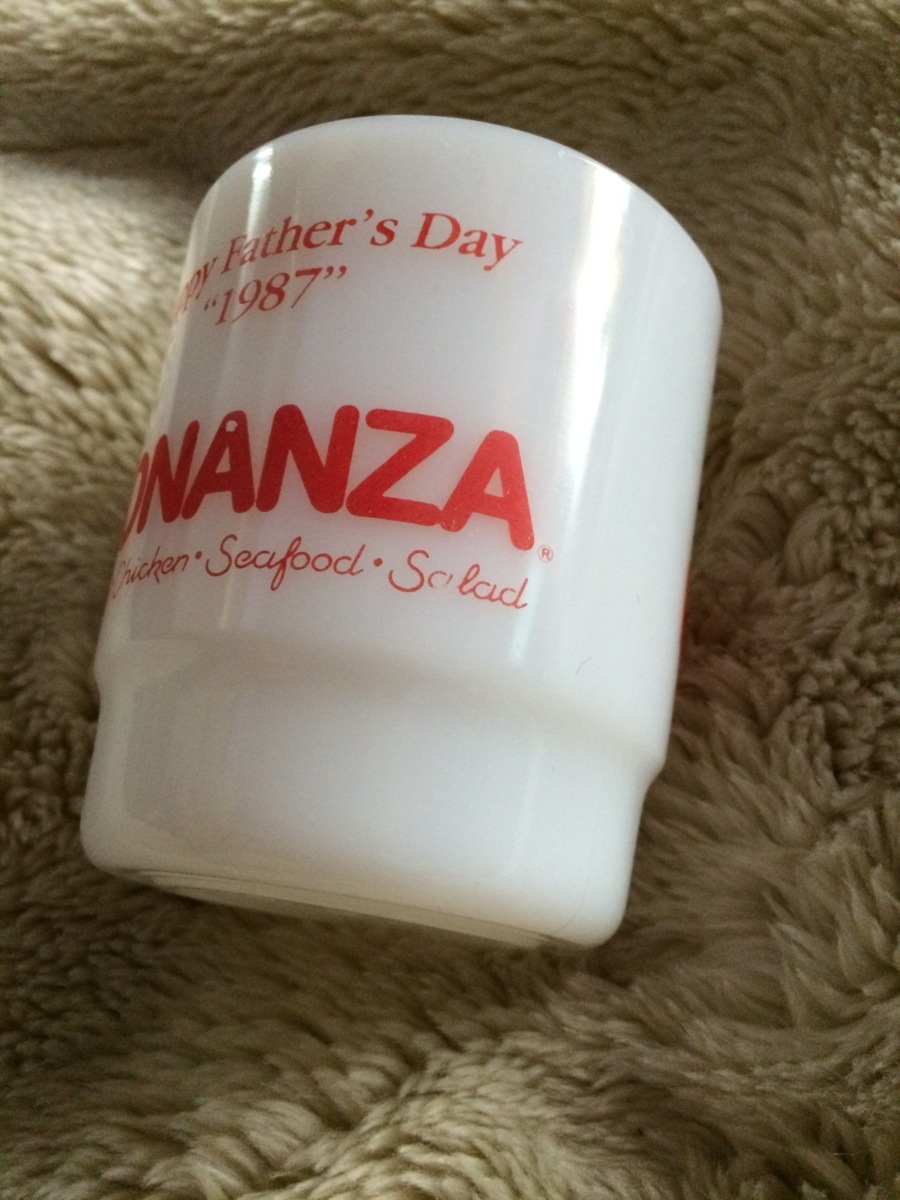 ppy Father's Day
"1987"
ONANZA®
Chicken • Seafood • Salad